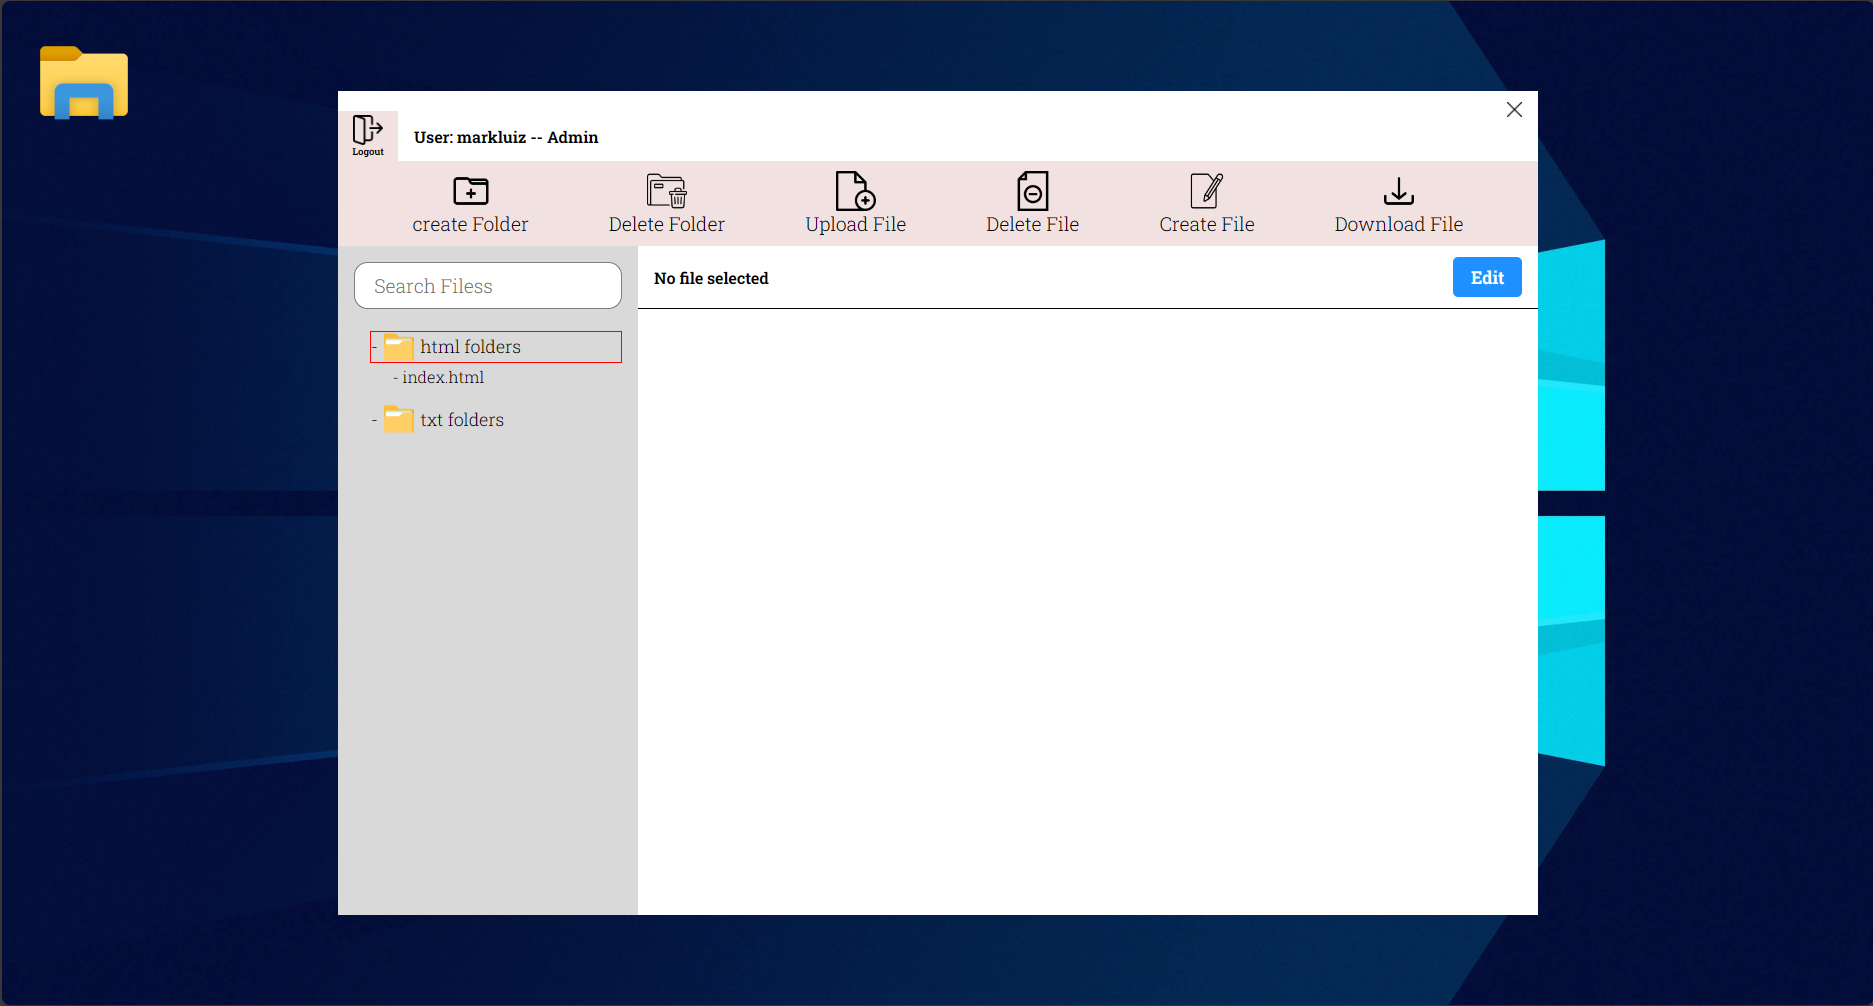 Logout
User: markluiz -- Admin
create Folder
Delete Folder
Upload File
Delete File
Create File
Download File
Search Filess
No file selected
Edit
- html folders
- index.html
- txt folders